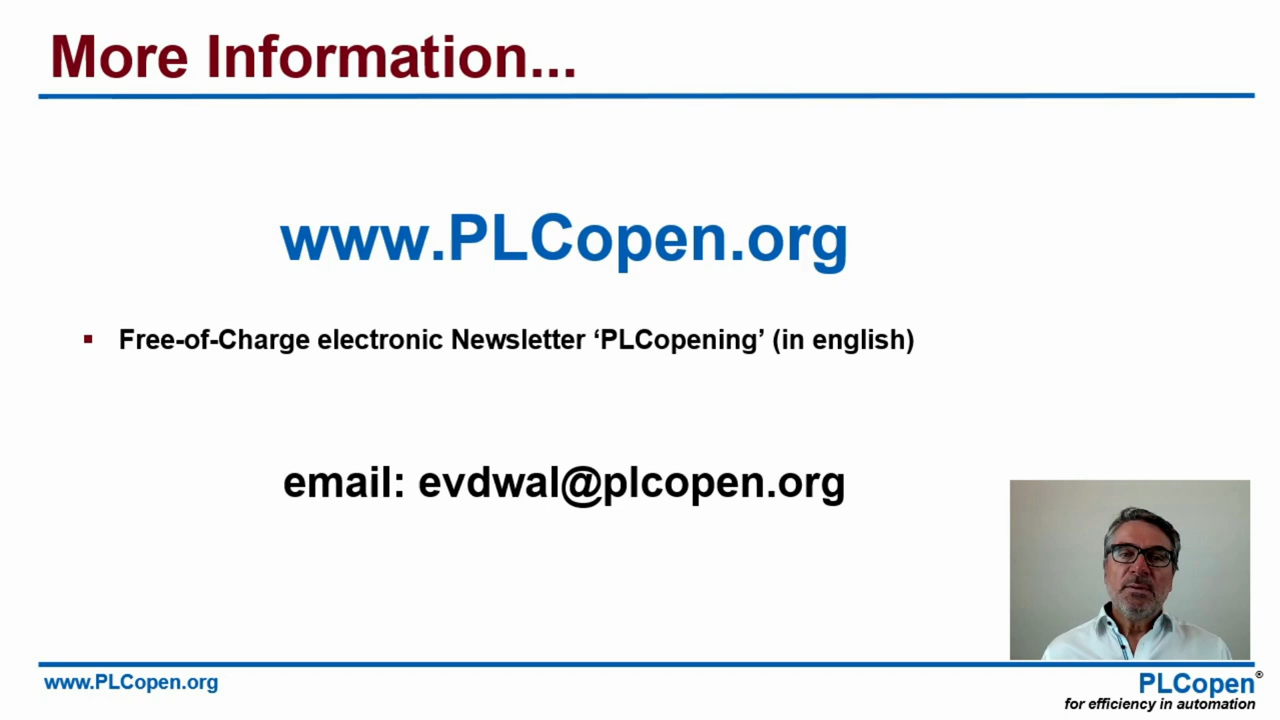 More Information...
www.PLCopen.org
▪ Free-of-Charge electronic Newsletter ‘PLCopening’ (in english)
email: evdwal@plcopen.org
www.PLCopen.org
PLCopen®
for efficiency in automation